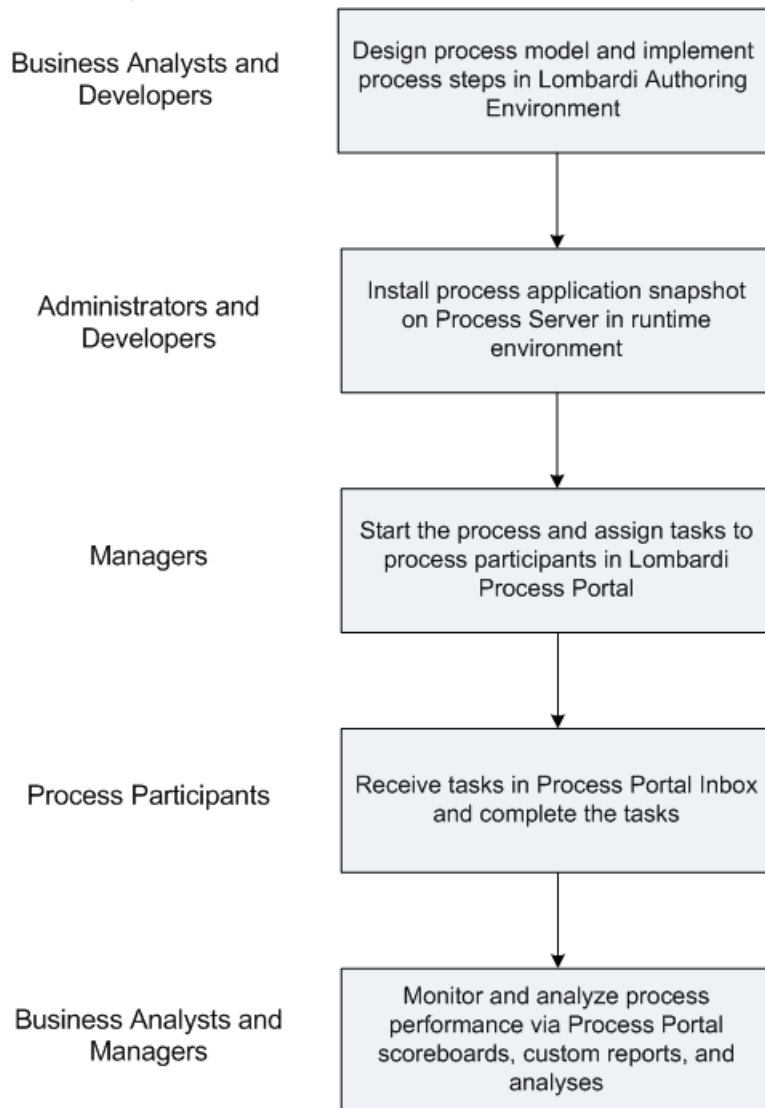 Business Analysts and
Developers
Design process model and implement
process steps in Lombardi Authoring
Environment
Administrators and
Developers
Install process application snapshot
on Process Server in runtime
environment
Managers
Start the process and assign tasks to
process participants in Lombardi
Process Portal
Process Participants
Receive tasks in Process Portal Inbox
and complete the tasks
Business Analysts and
Managers
Monitor and analyze process
performance via Process Portal
scoreboards, custom reports, and
analyses